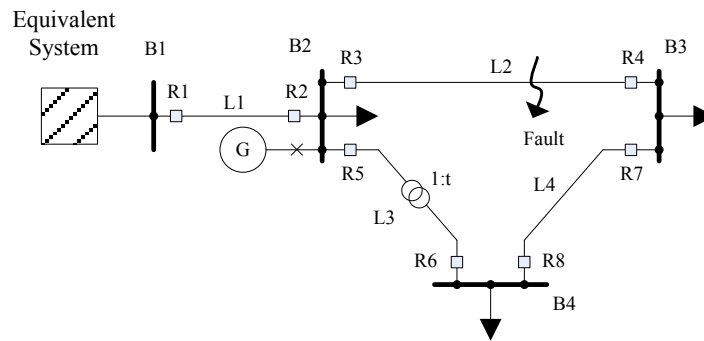 Equivalent
System
B1
B2
B3
R1
R2
R3
R4
L1
L2
Fault
G
R5
1:t
L3
R7
L4
R6
R8
B4